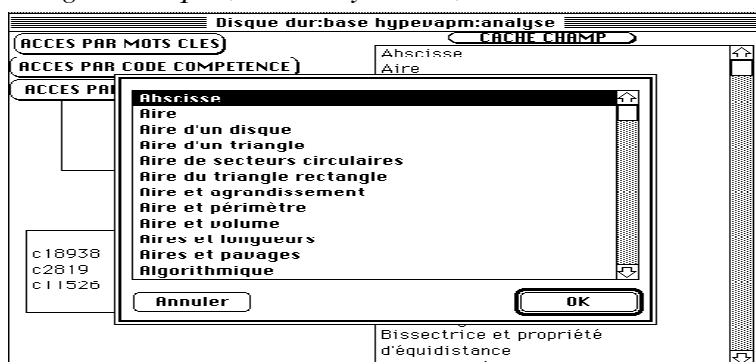 Disque dur:base hypevapm:analyse
ACCES PAR MOTS CLES
CACHE CHAMP
ACCES PAR CODE COMPETENCE
Abscisse
Aire
ACCES PA
Abscisse
Aire
Aire d'un disque
Aire d'un triangle
Aire de secteurs circulaires
Aire du triangle rectangle
Aire et agrandissement
Aire et périmètre
Aire et volume
Aires et longueurs
Aires et pavages
Algorithmique
c18938
c2819
c11526
Annuler
OK
Bissectrice et propriété
d'équidistance